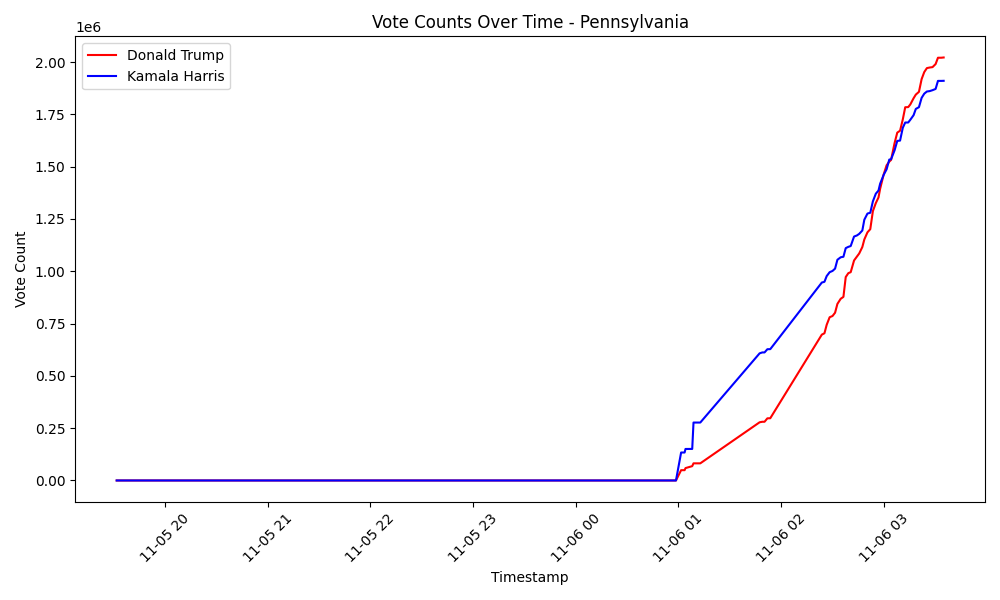 Vote Counts Over Time - Pennsylvania
1e6
Donald Trump
Kamala Harris
2.00
1.75
1.50
1.25
1.00
0.75
0.50
0.25
0.00
Vote Count
11-05 20
11-05 21
11-05 22
11-05 23
11-06 00
11-06 01
11-06 02
11-06 03
Timestamp